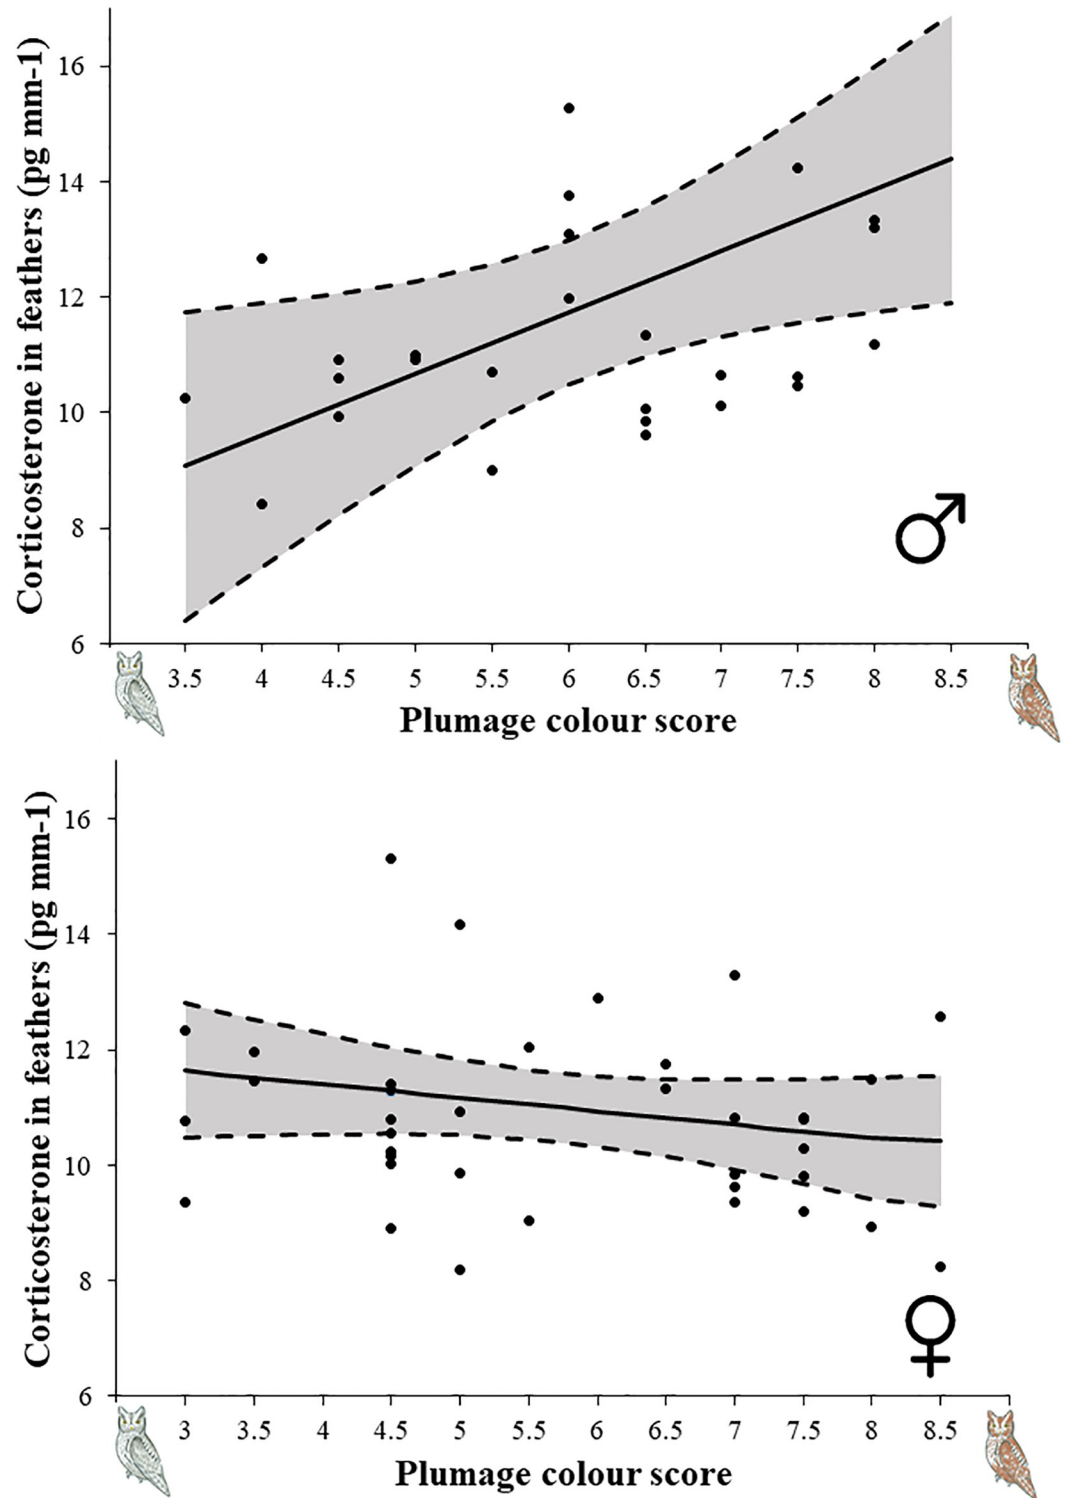 Corticosterone in feathers (pg mm-1)
16
14
12
10
8
6
3.5 4 4.5 5 5.5 6 6.5 7 7.5 8 8.5
Plumage colour score
Corticosterone in feathers (pg mm-1)
16
14
12
10
8
6
3 3.5 4 4.5 5 5.5 6 6.5 7 7.5 8 8.5
Plumage colour score